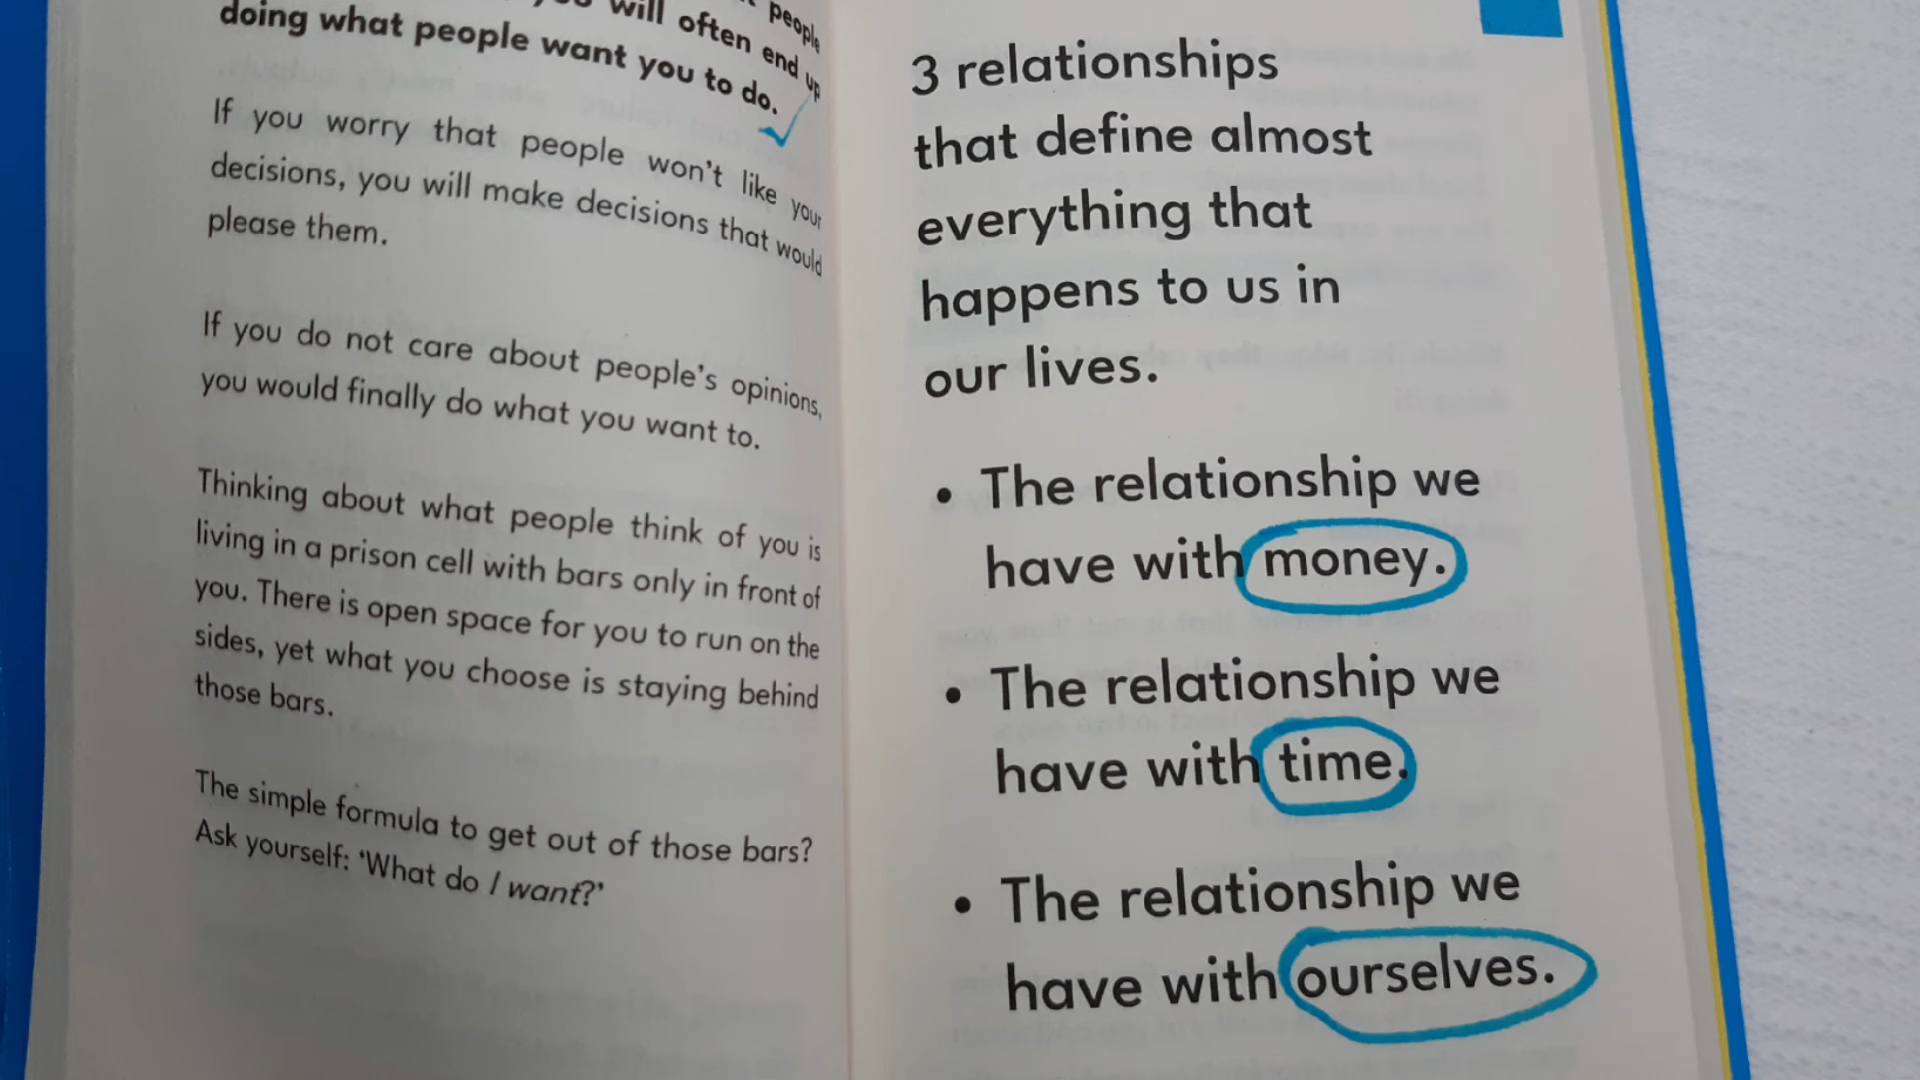 people
will often end up
doing what people want you to do.
If you worry that people won't like your
decisions, you will make decisions that would
please them.
If you do not care about people's opinions,
you would finally do what you want to.
Thinking about what people think of you is
living in a prison cell with bars only in front of
you. There is open space for you to run on the
sides, yet what you choose is staying behind
those bars.
The simple formula to get out of those bars?
Ask yourself: 'What do I want?'
3 relationships
that define almost
everything that
happens to us in
our lives.
• The relationship we
have with money.
• The relationship we
have with time.
• The relationship we
have with ourselves.